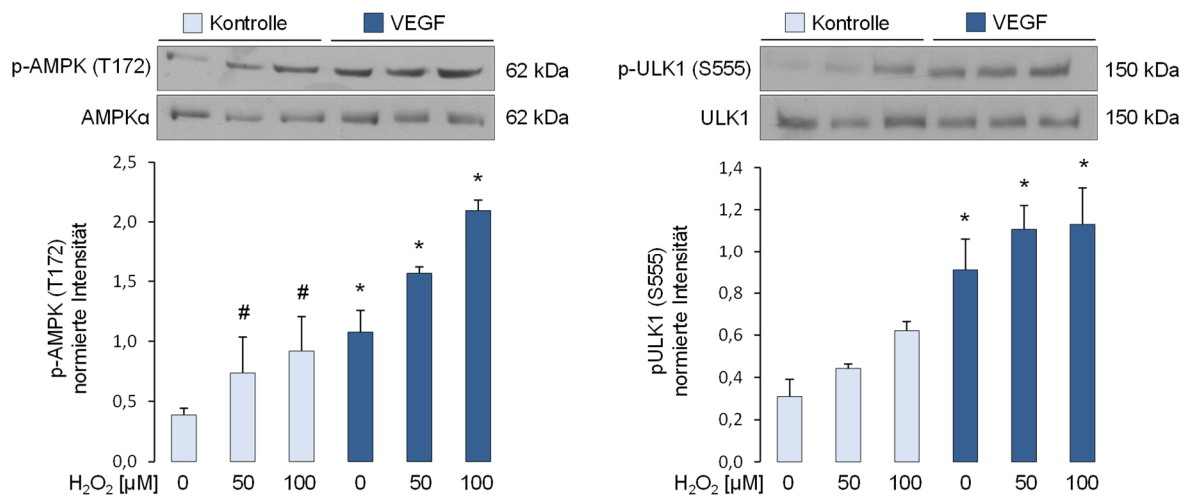 Kontrolle VEGF
p-AMPK (T172) 62 kDa
AMPKα 62 kDa
p-AMPK (T172)
normierte Intensität
2,5
2,0
1,5
1,0
0,5
0,0
* * * # #
H₂O₂ [µM] 0 50 100 0 50 100
Kontrolle VEGF
p-ULK1 (S555) 150 kDa
ULK1 150 kDa
pULK1 (S555)
normierte Intensität
1,4
1,2
1,0
0,8
0,6
0,4
0,2
0,0
* * *
H₂O₂ [µM] 0 50 100 0 50 100